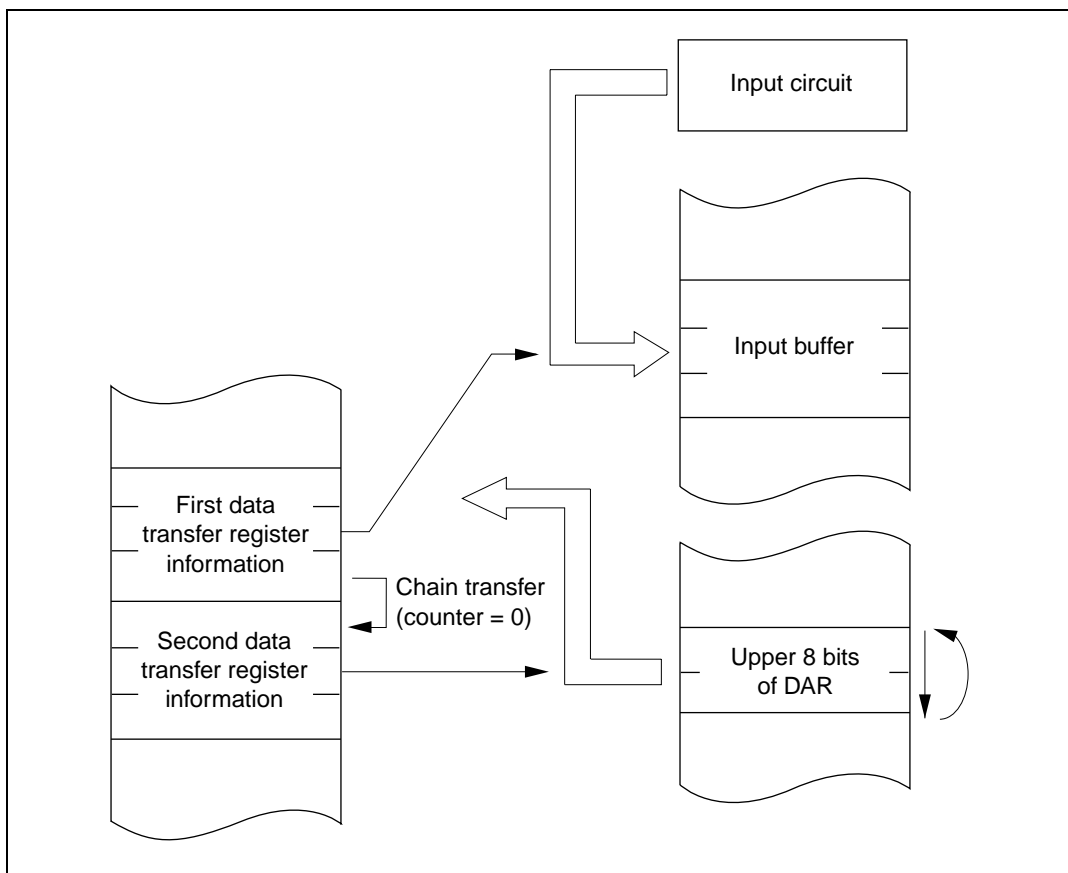 Input circuit
Input buffer
First data
transfer register
information
Chain transfer
(counter = 0)
Second data
transfer register
information
Upper 8 bits
of DAR